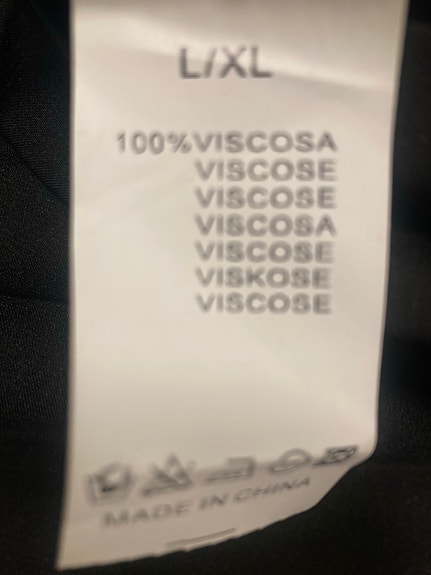 L/XL
100%VISCOSA
VISCOSE
VISCOSE
VISCOSA
VISCOSE
VISKOSE
VISCOSE
MADE IN CHINA